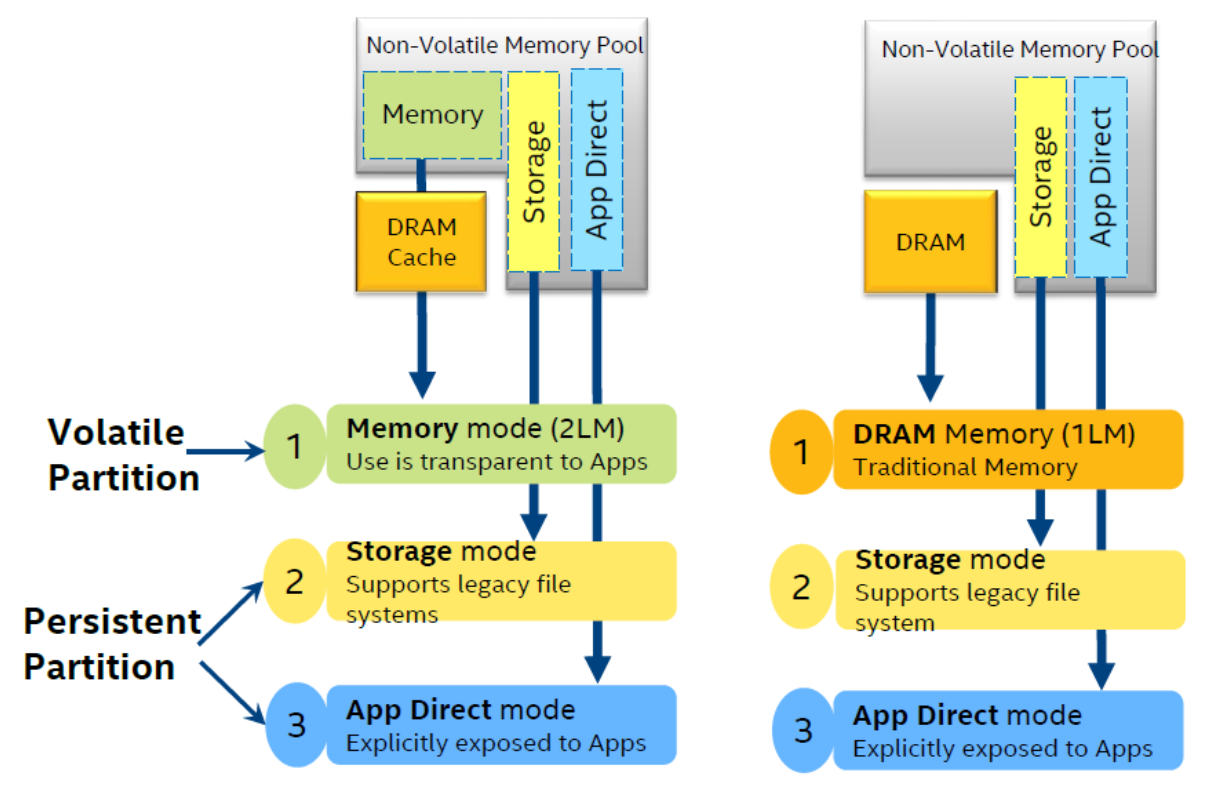 Non-Volatile Memory Pool
Memory
Storage
App Direct
DRAM
Cache
Volatile
Partition
1
Memory mode (2LM)
Use is transparent to Apps
Persistent
Partition
2
Storage mode
Supports legacy file
systems
3
App Direct mode
Explicitly exposed to Apps
Non-Volatile Memory Pool
Storage
App Direct
DRAM
1
DRAM Memory (1LM)
Traditional Memory
2
Storage mode
Supports legacy file
system
3
App Direct mode
Explicitly exposed to Apps